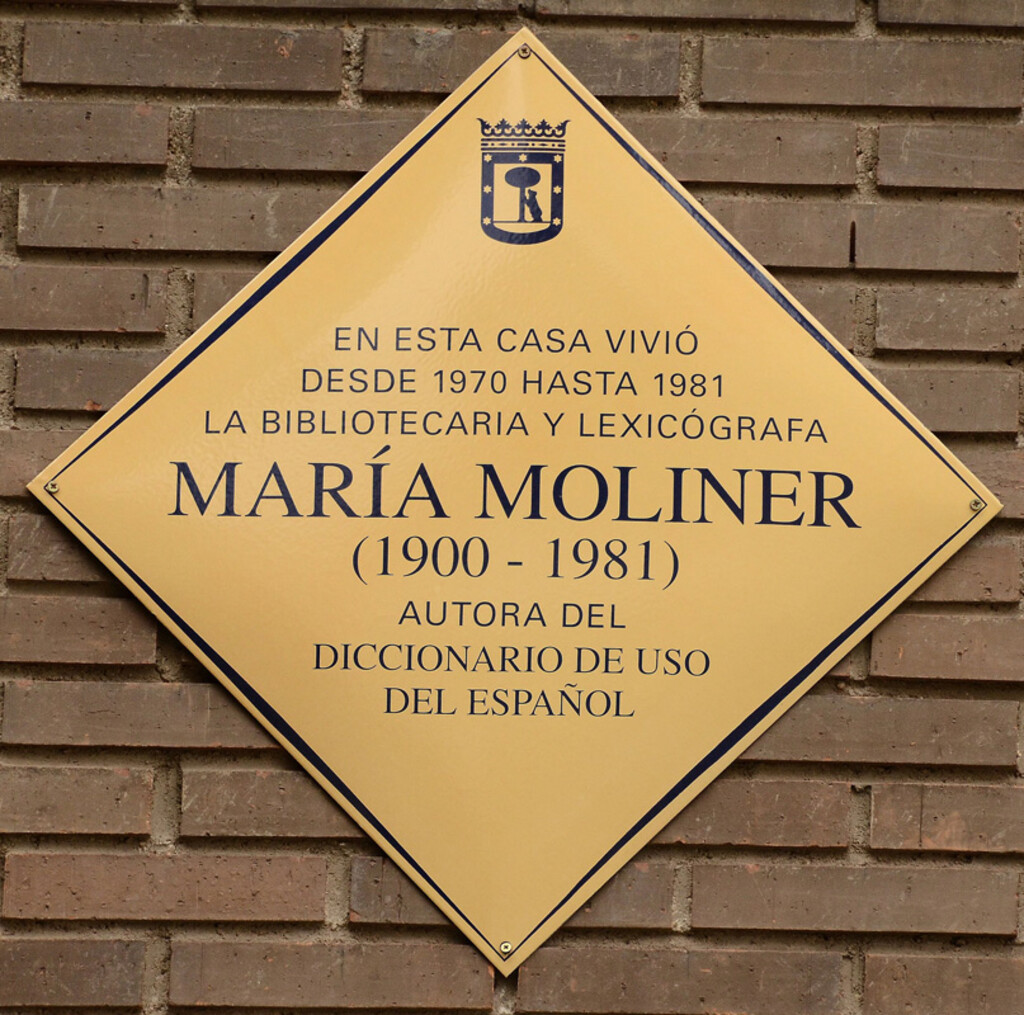 EN ESTA CASA VIVIÓ
DESDE 1970 HASTA 1981
LA BIBLIOTECARIA Y LEXICÓGRAFA
MARÍA MOLINER
(1900 - 1981)
AUTORA DEL
DICCIONARIO DE USO
DEL ESPAÑOL